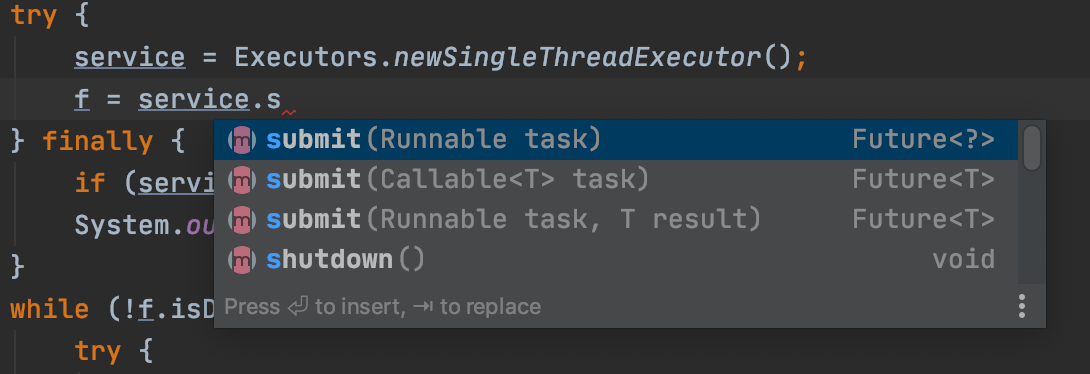 try {
service = Executors.newSingleThreadExecutor();
f = service.s
m submit(Runnable task) Future<?>
} finally {
m submit(Callable<T> task) Future<T>
if (servi
m submit(Runnable task, T result) Future<T>
System.ou
m shutdown() void
}
Press ⏎ to insert, ⇥ to replace
while (!f.isD
try {